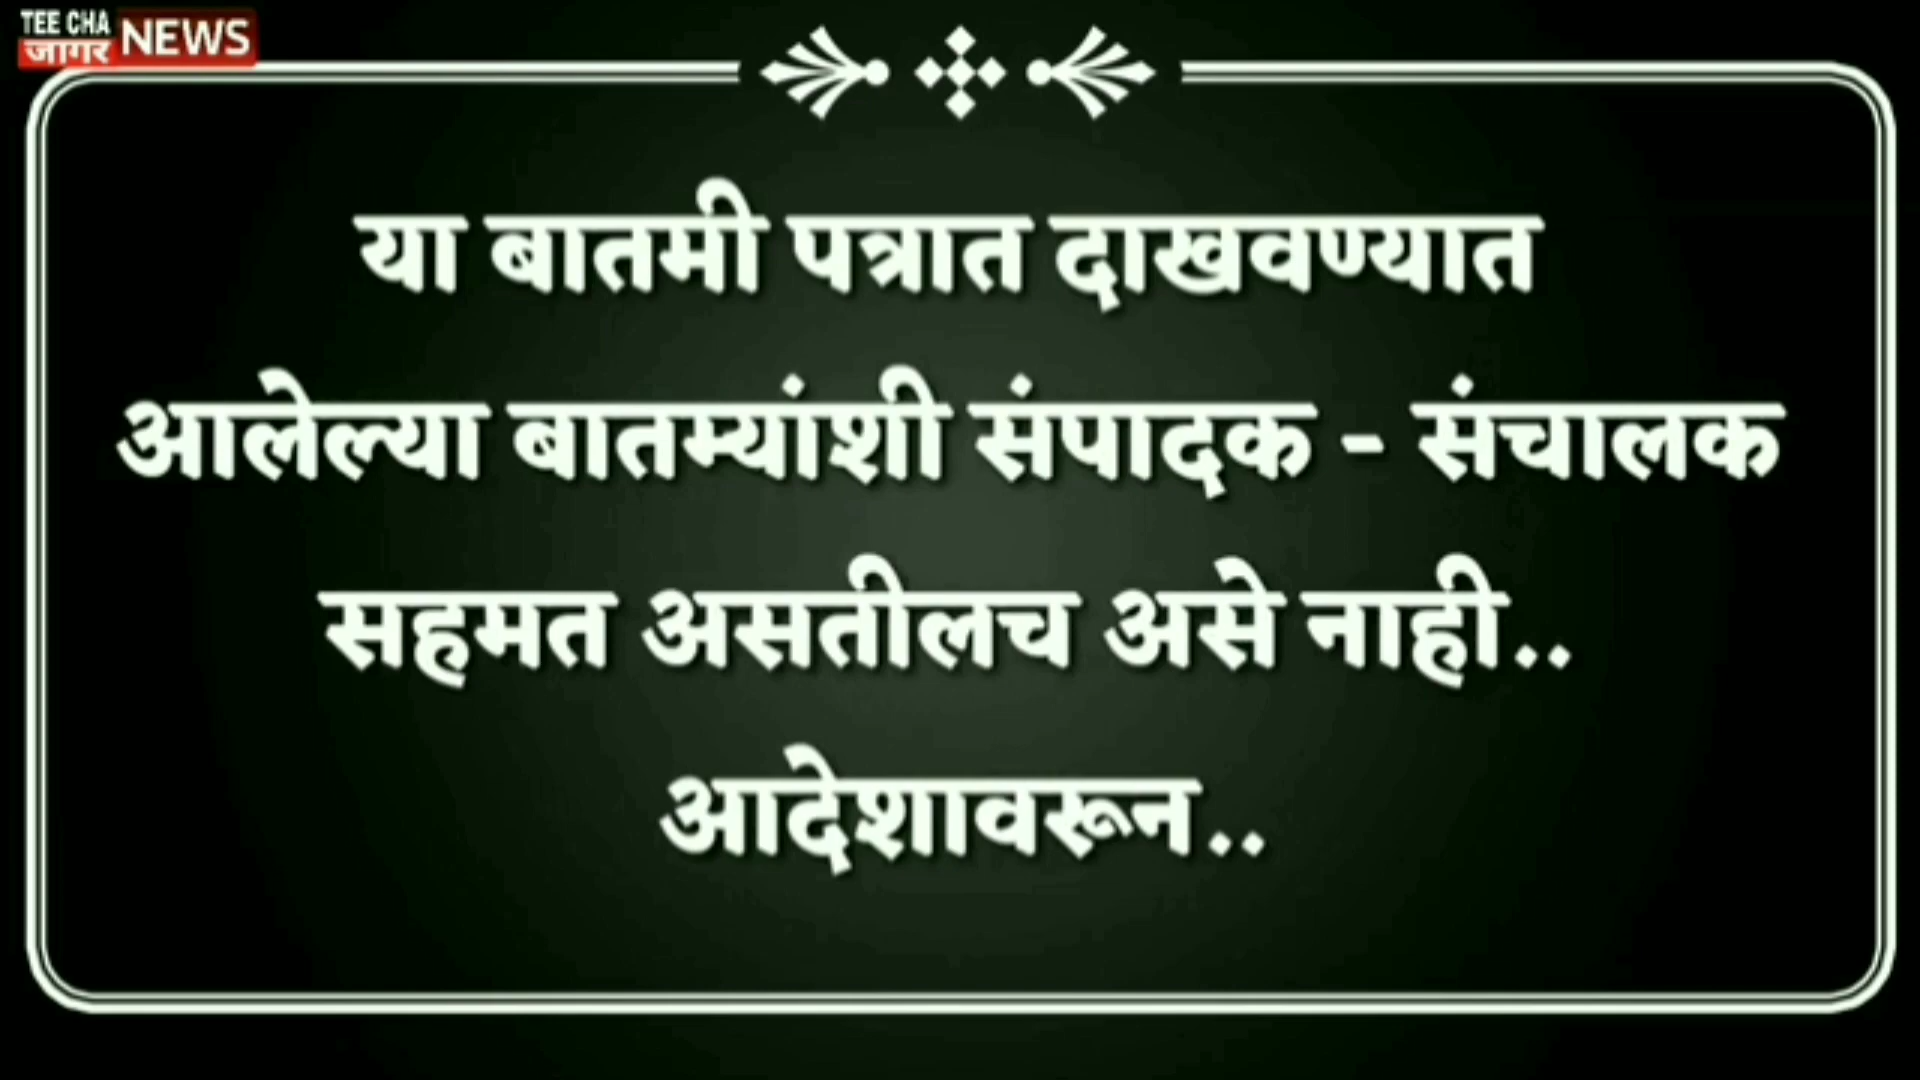 TEE CHA
जागर NEWS
या बातमी पत्रात दाखवण्यात
आलेल्या बातम्यांशी संपादक - संचालक
सहमत असतीलच असे नाही..
आदेशावरून..